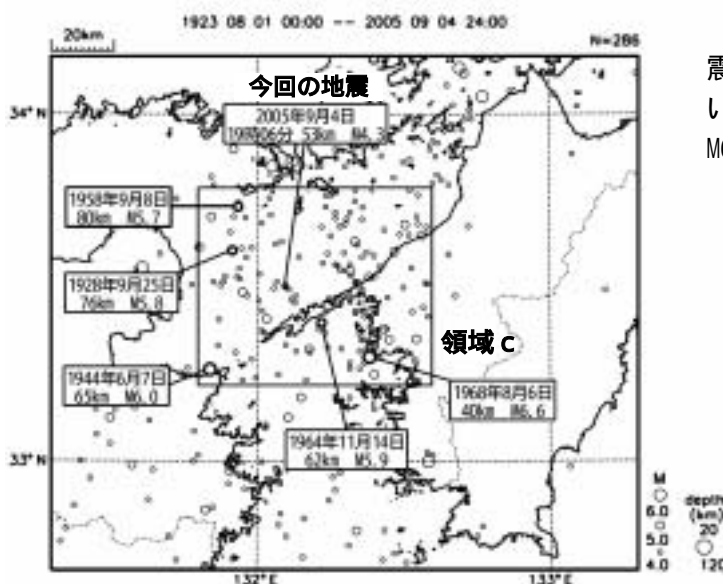 1923 08 01 00:00 -- 2005 09 04 24:00
20km
N=286
今回の地震
2005年9月4日
19時06分 53km M4.3
34°N
1958年9月8日
80km M5.7
1928年9月25日
76km M5.8
領域c
1944年6月7日
65km M6.0
1968年8月6日
40km M6.6
1964年11月14日
62km M5.9
33°N
132°E
133°E
M
6.0
5.0
4.0
depth
(km)
20
120
震
い